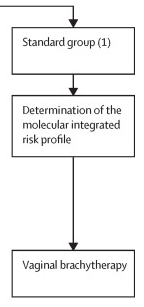 Standard group (1)
Determination of the
molecular integrated
risk profile
Vaginal brachytherapy